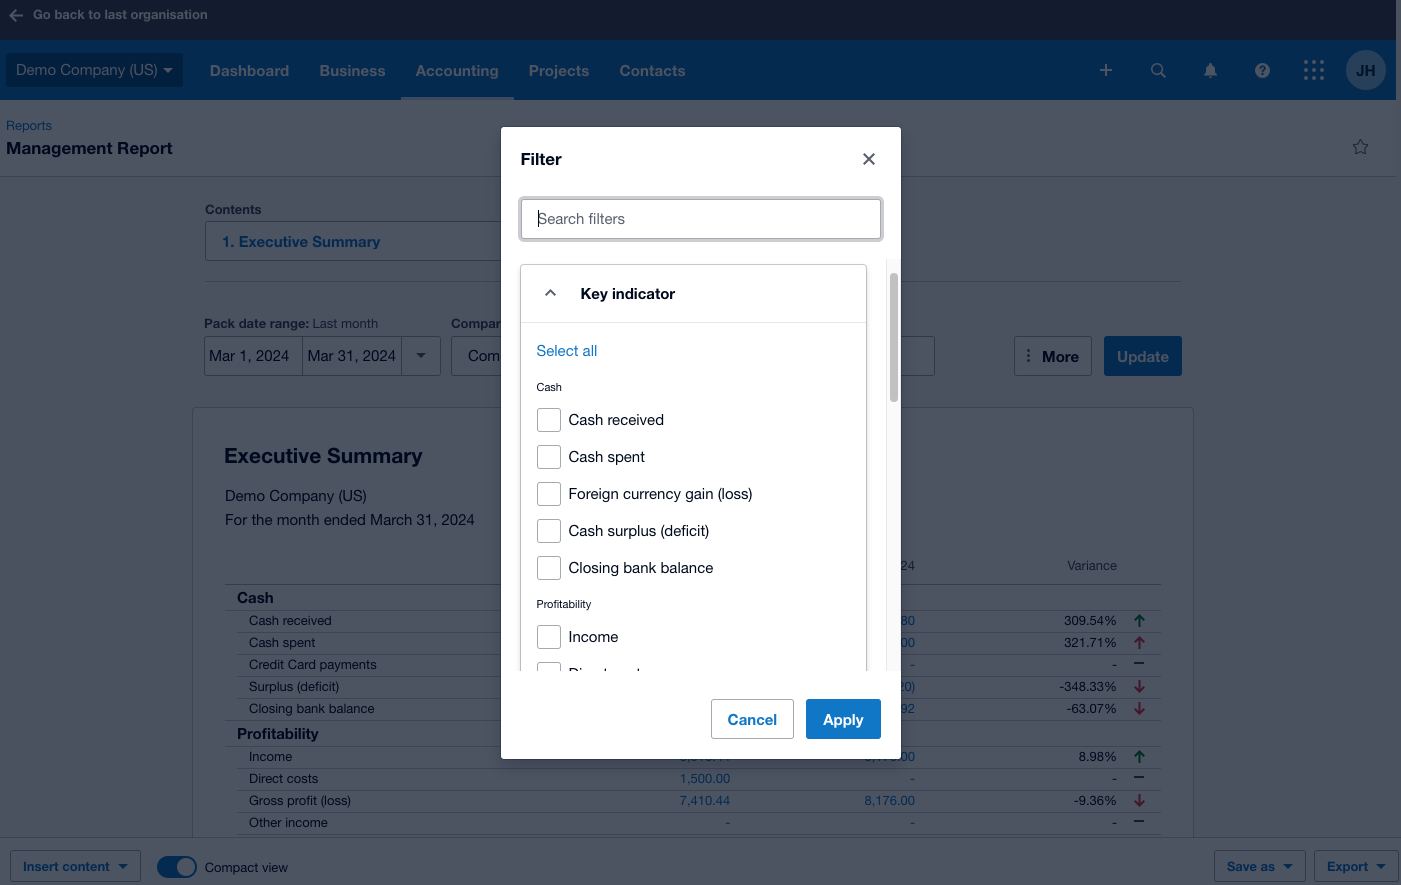 Go back to last organisation
Demo Company (US)
Dashboard
Business
Accounting
Projects
Contacts
JH
Reports
Management Report
Contents
1. Executive Summary
Pack date range: Last month
Mar 1, 2024
Mar 31, 2024
More
Update
Executive Summary
Demo Company (US)
For the month ended March 31, 2024
Variance
Cash
Cash received 309.54%
Cash spent 321.71%
Credit Card payments - -
Surplus (deficit) -348.33%
Closing bank balance -63.07%
Profitability
Income 8.98%
Direct costs 1,500.00 - -
Gross profit (loss) 7,410.44 8,176.00 -9.36%
Other income - - -
Insert content
Compact view
Save as
Export
Filter
Search filters
Key indicator
Select all
Cash
Cash received
Cash spent
Foreign currency gain (loss)
Cash surplus (deficit)
Closing bank balance
Profitability
Income
Cancel
Apply